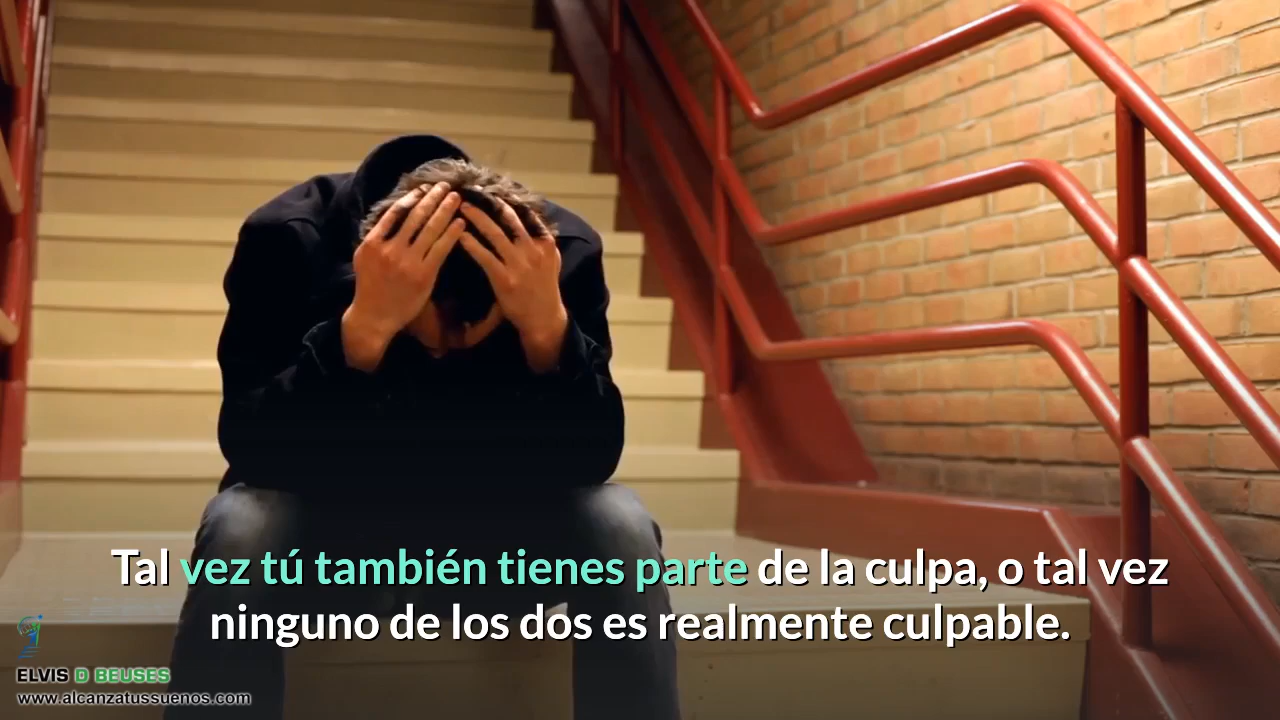 Tal vez tú también tienes parte de la culpa, o tal vez
ninguno de los dos es realmente culpable.
ELVIS D BEUSES
www.alcanzatussuenos.com